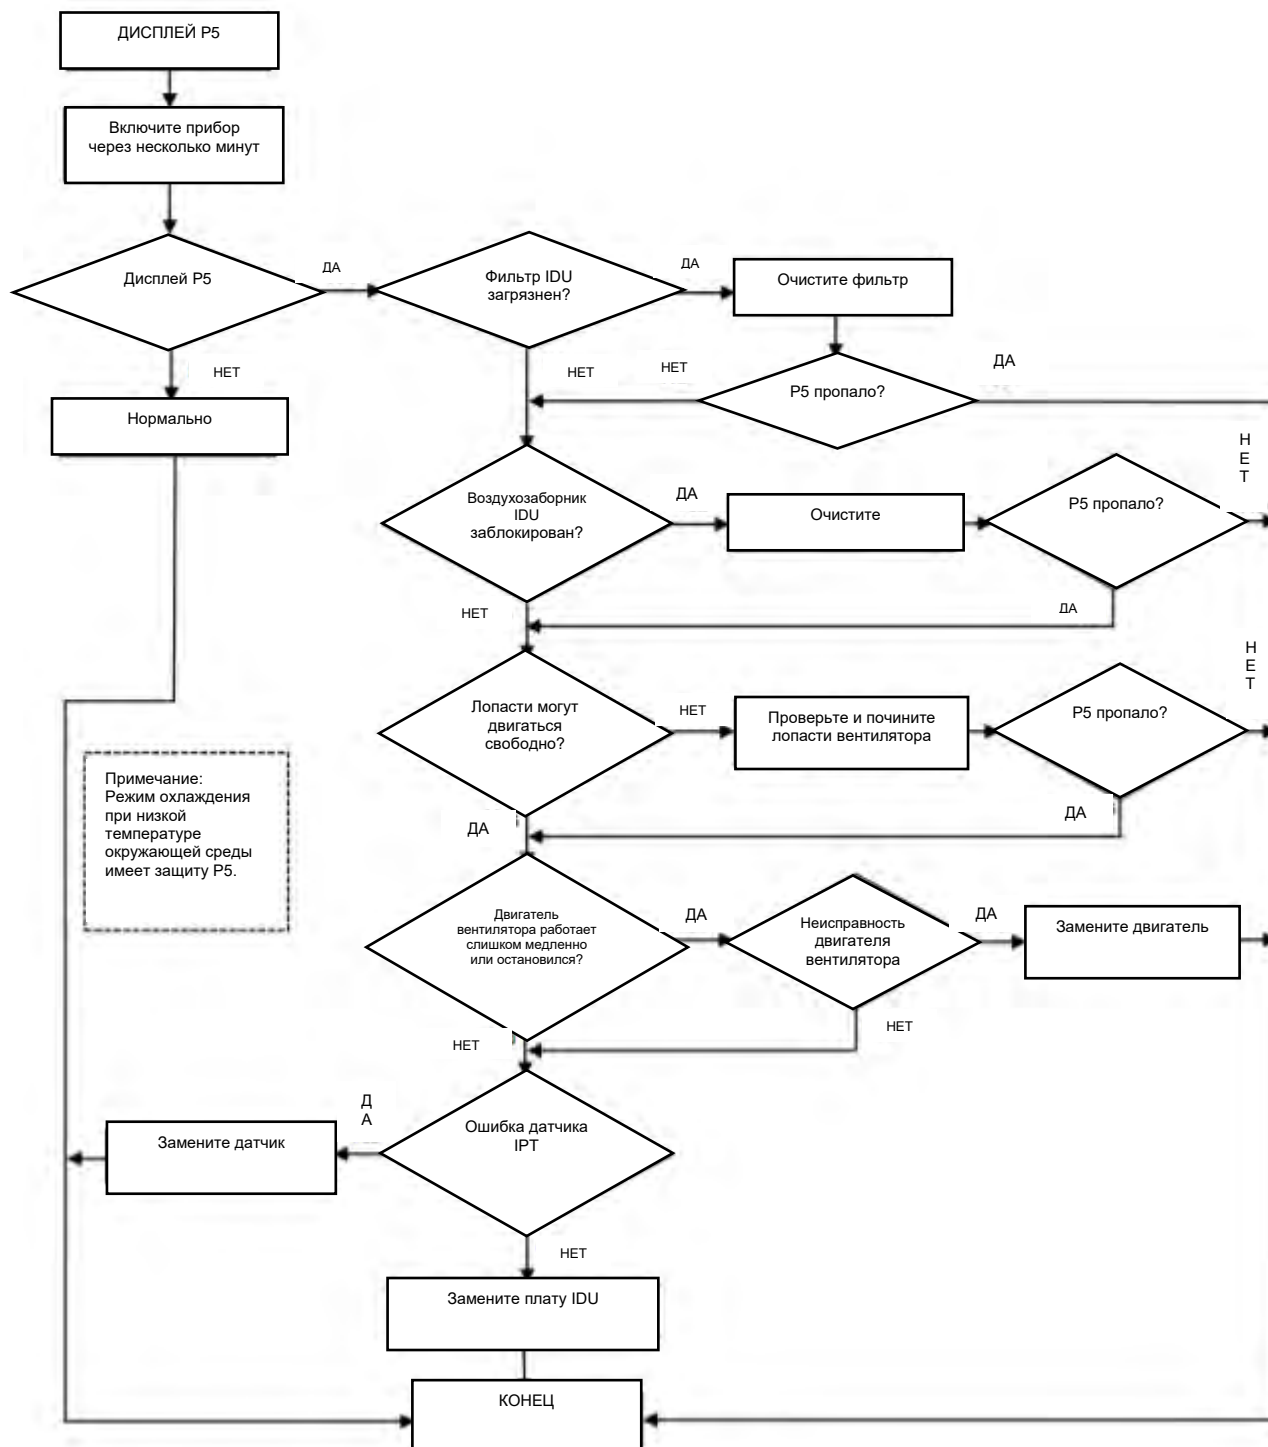 ДИСПЛЕЙ P5
Включите прибор
через несколько минут
Дисплей P5
ДА
Фильтр IDU
загрязнен?
ДА
Очистите фильтр
НЕТ
Нормально
НЕТ
НЕТ
P5 пропало?
ДА
Воздухозаборник
IDU
заблокирован?
ДА
Очистите
P5 пропало?
Н
Е
Т
НЕТ
ДА
Лопасти могут
двигаться
свободно?
НЕТ
Проверьте и почините
лопасти вентилятора
P5 пропало?
Н
Е
Т
ДА
ДА
Примечание:
Режим охлаждения
при низкой
температуре
окружающей среды
имеет защиту P5.
Двигатель
вентилятора работает
слишком медленно
или остановился?
ДА
Неисправность
двигателя
вентилятора
ДА
Замените двигатель
НЕТ
НЕТ
Ошибка датчика
IPT
Д
А
Замените датчик
НЕТ
Замените плату IDU
КОНЕЦ